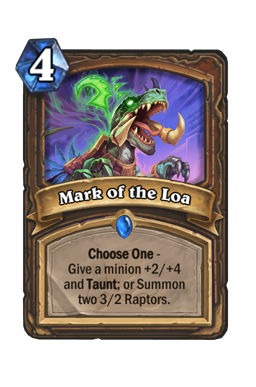 4
Mark of the Loa
Choose One -
Give a minion +2/+4
and Taunt; or Summon
two 3/2 Raptors.